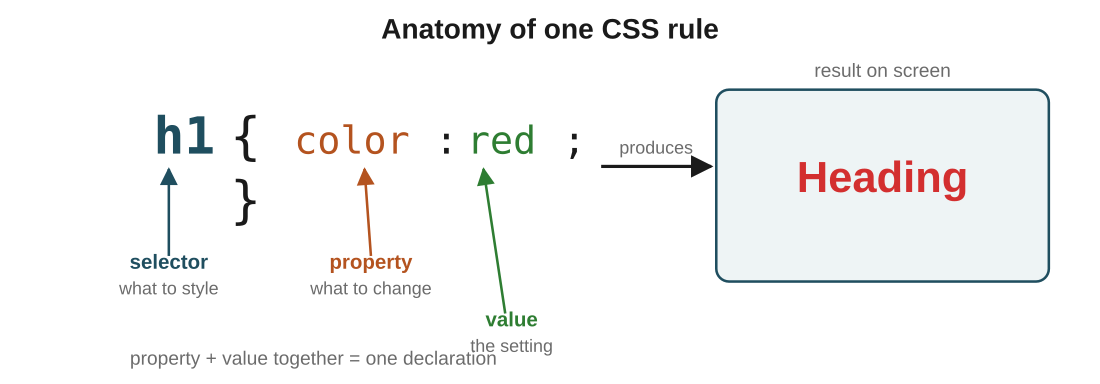 Anatomy of one CSS rule
result on screen
h1 { color : red ;
produces
Heading
}
selector
what to style
property
what to change
value
the setting
property + value together = one declaration